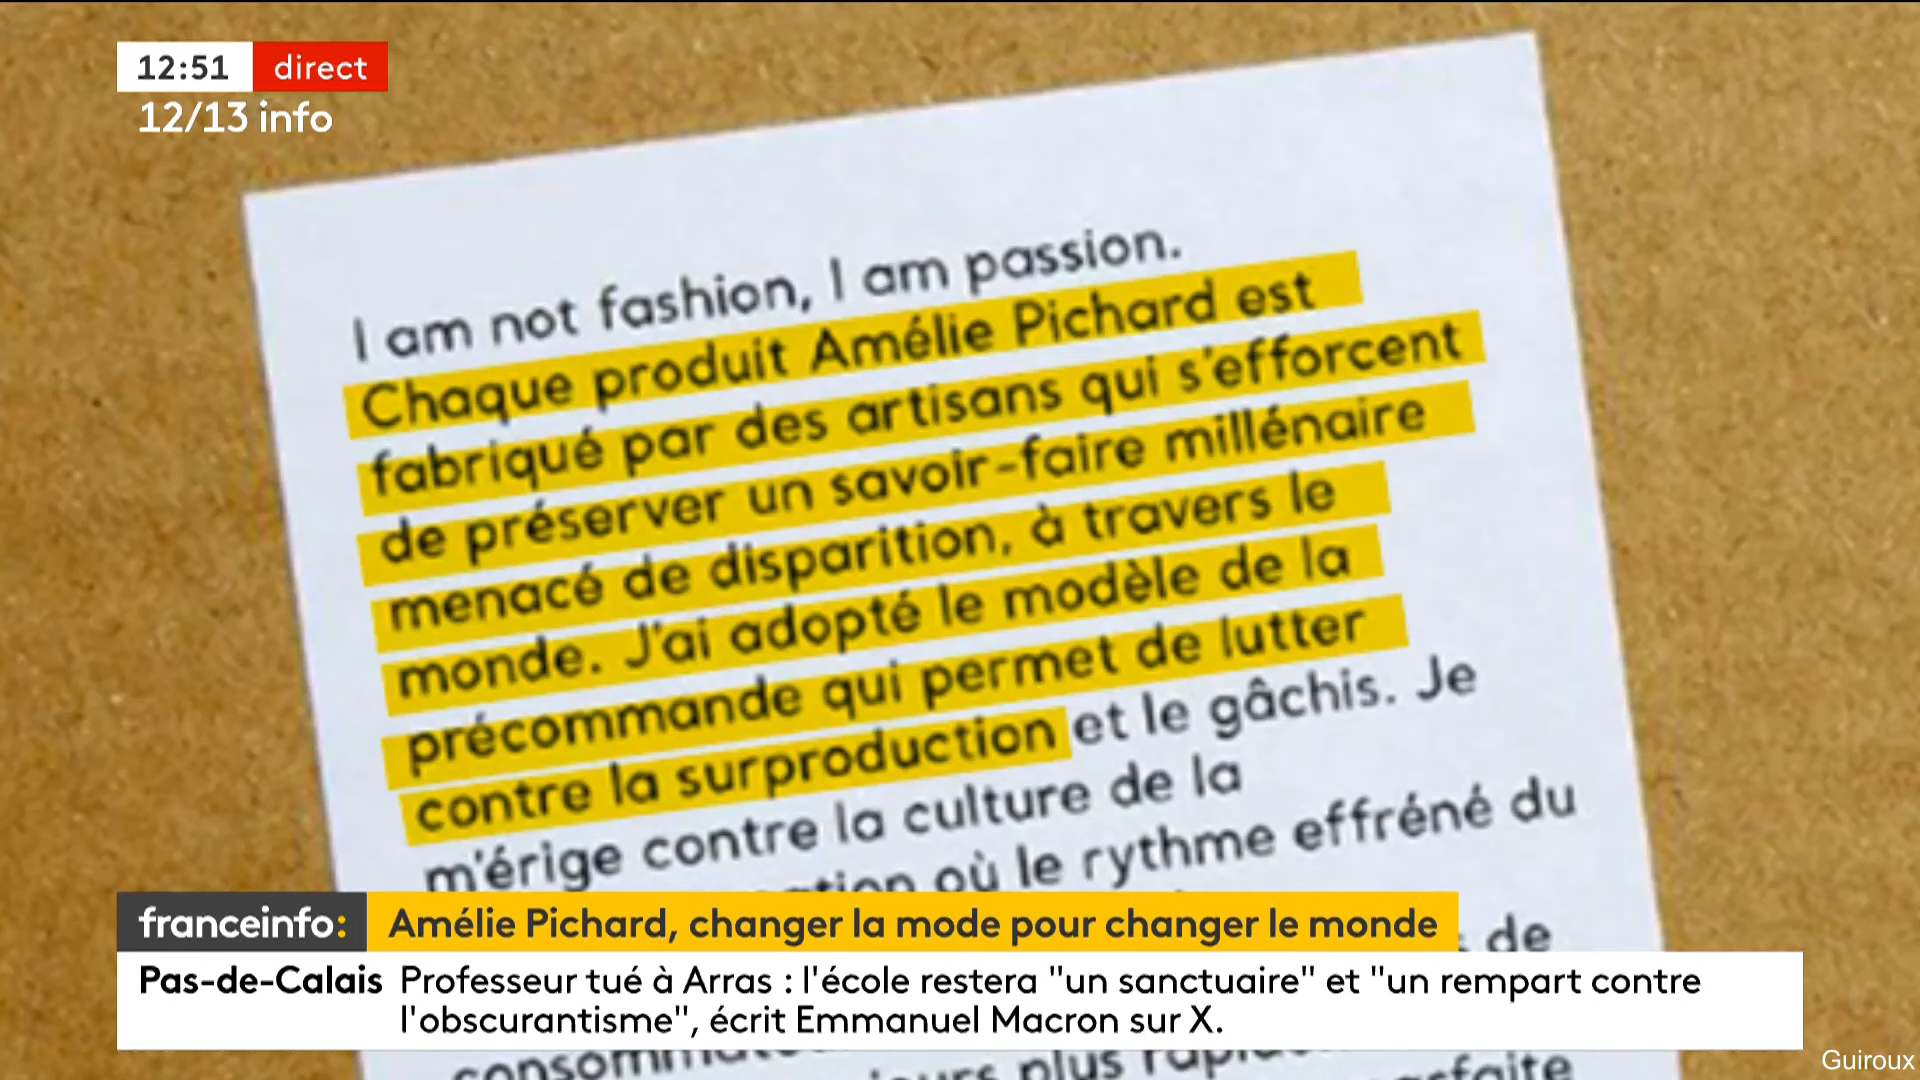 12:51 direct
12/13 info
I am not fashion, I am passion.
Chaque produit Amélie Pichard est
fabriqué par des artisans qui s'efforcent
de préserver un savoir-faire millénaire
menacé de disparition, à travers le
monde. J'ai adopté le modèle de la
précommande qui permet de lutter
contre la surproduction et le gâchis. Je
m'érige contre la culture de la
où le rythme effréné du
de
plus
franceinfo: Amélie Pichard, changer la mode pour changer le monde
Pas-de-Calais Professeur tué à Arras : l'école restera "un sanctuaire" et "un rempart contre
l'obscurantisme", écrit Emmanuel Macron sur X.
Guiroux